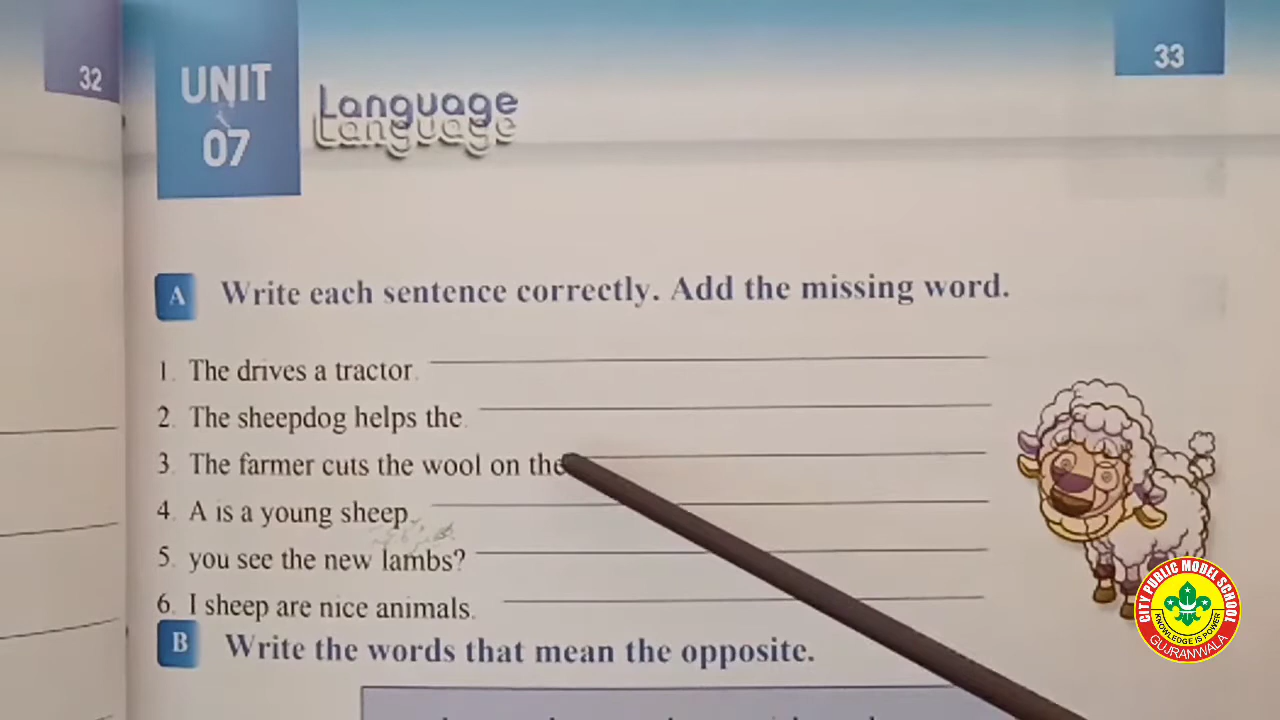 32
33
UNIT
07
Language
A Write each sentence correctly. Add the missing word.
1. The drives a tractor.
2. The sheepdog helps the.
3. The farmer cuts the wool on the
4. A is a young sheep.
5. you see the new lambs?
6. I sheep are nice animals.
B Write the words that mean the opposite.
CITY PUBLIC MODEL SCHOOL
KNOWLEDGE IS POWER
GUJRANWALA